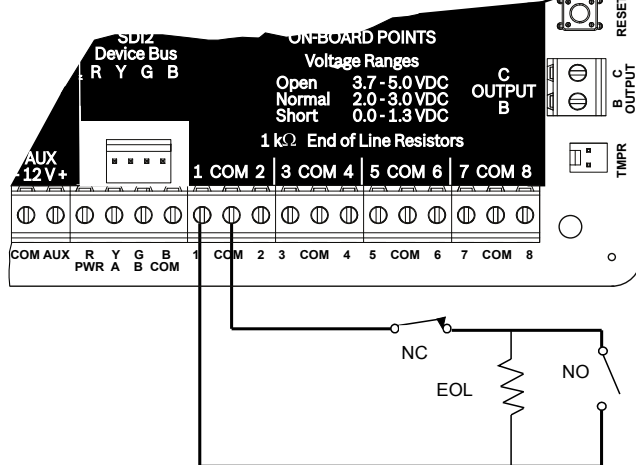 SDI2
Device Bus
R Y G B
ON-BOARD POINTS
Voltage Ranges
Open 3.7 - 5.0 VDC
Normal 2.0 - 3.0 VDC
Short 0.0 - 1.3 VDC
1 kΩ End of Line Resistors
C
OUTPUT
B
RESET
C
OUTPUT
B
TMPR
AUX
- 12 V +
1 COM 2 3 COM 4 5 COM 6 7 COM 8
COM AUX R Y G B 1 COM 2 3 COM 4 5 COM 6 7 COM 8
PWR A B COM
NC
EOL
NO